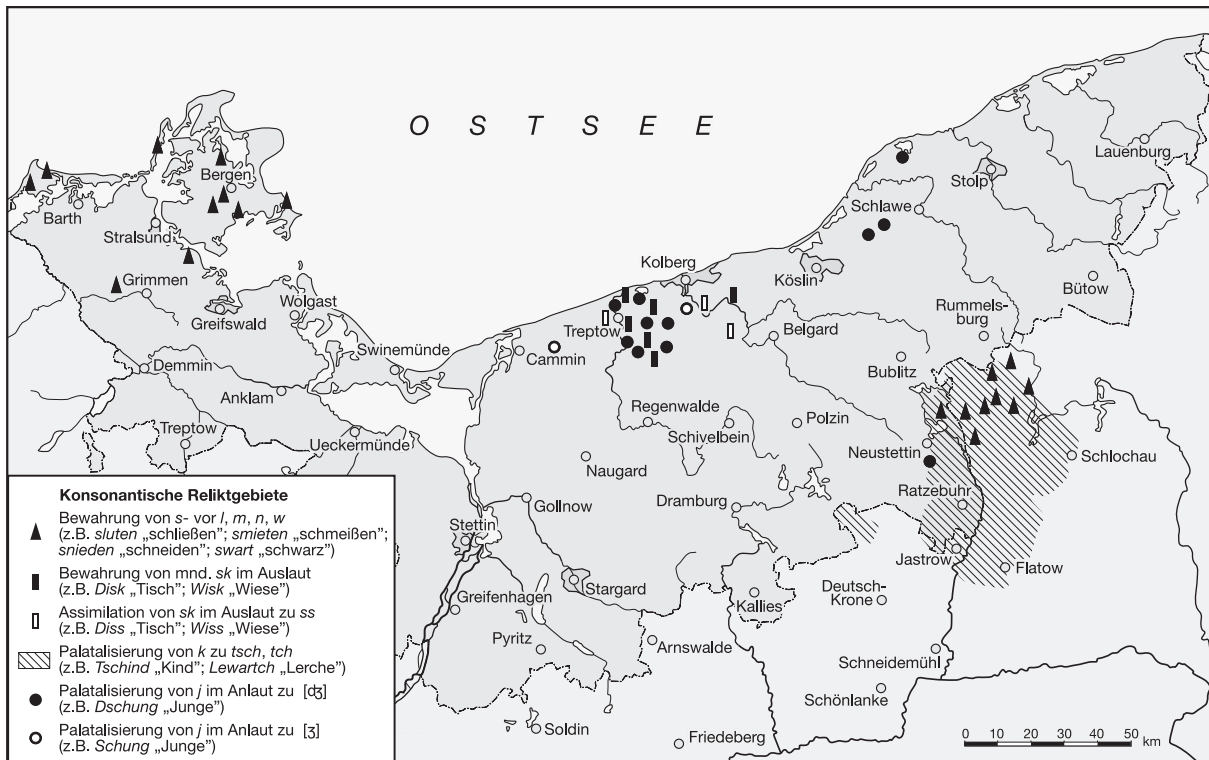 O S T S E E
Lauenburg
Stolp
Bergen
Barth
Schlawe
Stralsund
Kolberg
Köslin
Bütow
Grimmen
Wolgast
Rummels-
burg
Greifswald
Treptow
Belgard
Swinemünde
Cammin
Demmin
Bublitz
Anklam
Regenwalde
Polzin
Treptow
Ueckermünde
Schivelbein
Neustettin
Schlochau
Naugard
Ratzebuhr
Gollnow
Dramburg
Stettin
Jastrow
Flatow
Stargard
Deutsch-
Krone
Greifenhagen
Kallies
Pyritz
Arnswalde
Schneidemühl
Schönlanke
Soldin
Friedeberg
Konsonantische Reliktgebiete
Bewahrung von s- vor l, m, n, w
(z.B. sluten „schließen”; smieten „schmeißen”;
snieden „schneiden”; swart “schwarz”)
Bewahrung von mnd. sk im Auslaut
(z.B. Disk „Tisch”; Wisk „Wiese”)
Assimilation von sk im Auslaut zu ss
(z.B. Diss „Tisch”; Wiss „Wiese”)
Palatalisierung von k zu tsch, tch
(z.B. Tschind „Kind”; Lewartch „Lerche”)
Palatalisierung von j im Anlaut zu [ʤ]
(z.B. Dschung ”Junge”)
Palatalisierung von j im Anlaut zu [ʒ]
(z.B. Schung „Junge”)
0 10 20 30 40 50
km